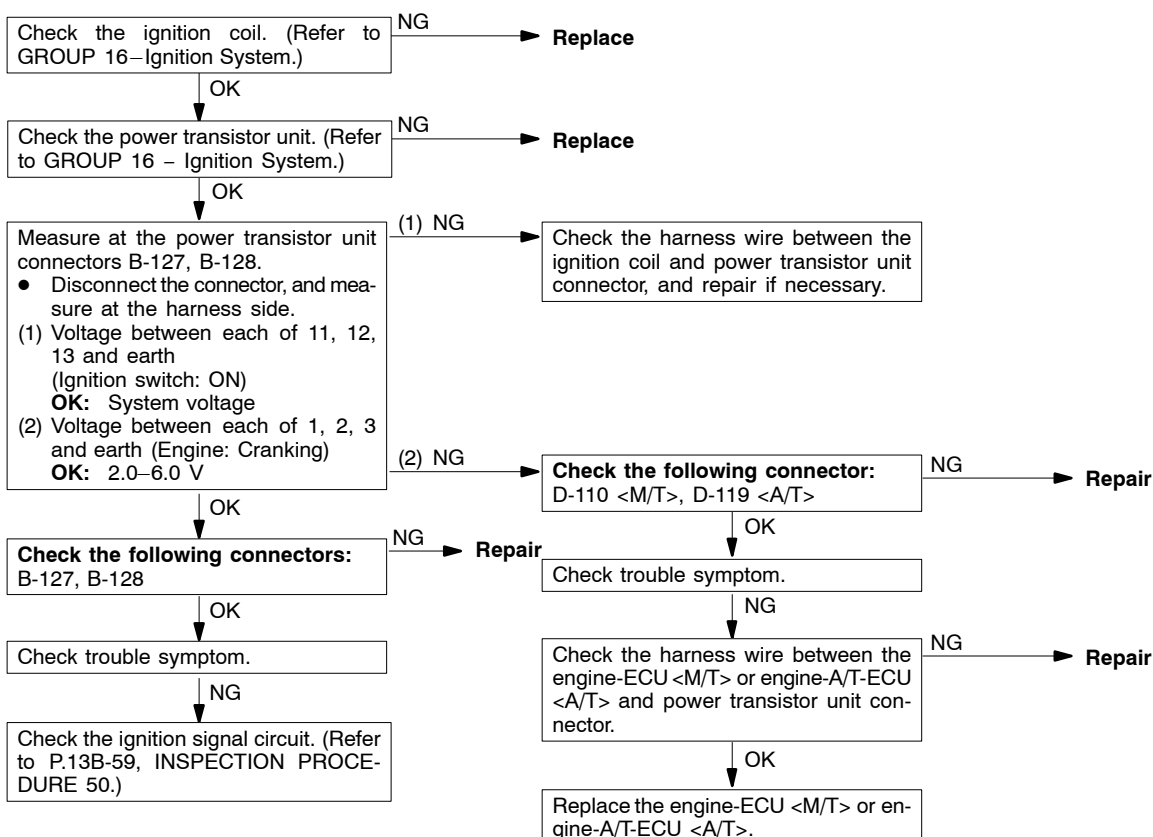 Check the ignition coil. (Refer to
GROUP 16−Ignition System.)
NG
Replace
OK
Check the power transistor unit. (Refer
to GROUP 16 – Ignition System.)
NG
Replace
OK
Measure at the power transistor unit
connectors B-127, B-128.
● Disconnect the connector, and mea-
sure at the harness side.
(1) Voltage between each of 11, 12,
13 and earth
(Ignition switch: ON)
OK: System voltage
(2) Voltage between each of 1, 2, 3
and earth (Engine: Cranking)
OK: 2.0–6.0 V
(1) NG
Check the harness wire between the
ignition coil and power transistor unit
connector, and repair if necessary.
(2) NG
Check the following connector:
D-110 <M/T>, D-119 <A/T>
NG
Repair
OK
Check trouble symptom.
NG
Check the harness wire between the
engine-ECU <M/T> or engine-A/T-ECU
<A/T> and power transistor unit con-
nector.
NG
Repair
OK
Replace the engine-ECU <M/T> or en-
gine-A/T-ECU <A/T>.
OK
Check the following connectors:
B-127, B-128
NG
Repair
OK
Check trouble symptom.
NG
Check the ignition signal circuit. (Refer
to P.13B-59, INSPECTION PROCE-
DURE 50.)